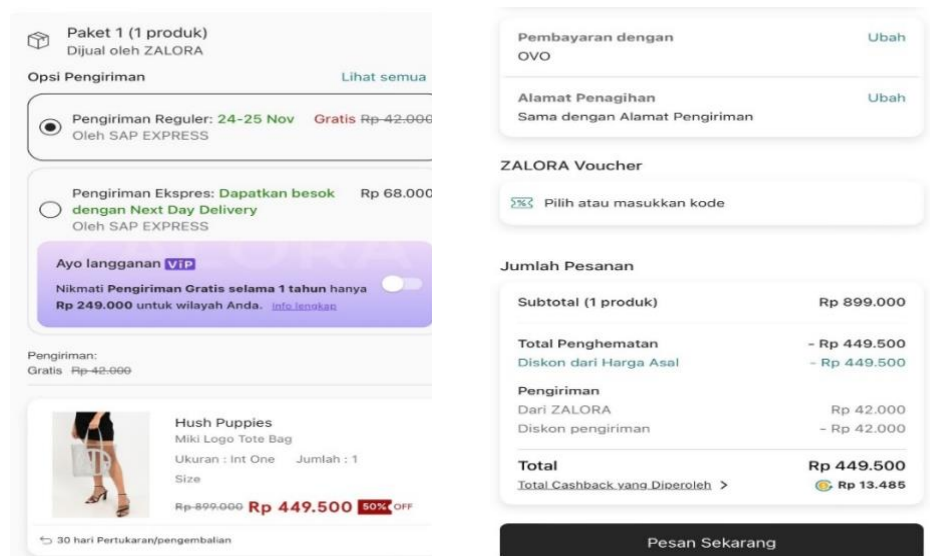 Paket 1 (1 produk)
Dijual oleh ZALORA
Opsi Pengiriman Lihat semua
Pengiriman Reguler: 24-25 Nov Gratis Rp 42.000
Oleh SAP EXPRESS
Pengiriman Ekspres: Dapatkan besok Rp 68.000
dengan Next Day Delivery
Oleh SAP EXPRESS
Ayo langganan VIP
Nikmati Pengiriman Gratis selama 1 tahun hanya
Rp 249.000 untuk wilayah Anda. Info lengkap
Pengiriman:
Gratis Rp 42.000
Hush Puppies
Miki Logo Tote Bag
Ukuran : Int One Jumlah : 1
Size
Rp 899.000 Rp 449.500 50% OFF
30 hari Pertukaran/pengembalian
Pembayaran dengan Ubah
OVO
Alamat Penagihan Ubah
Sama dengan Alamat Pengiriman
ZALORA Voucher
Pilih atau masukkan kode
Jumlah Pesanan
Subtotal (1 produk) Rp 899.000
Total Penghematan - Rp 449.500
Diskon dari Harga Asal - Rp 449.500
Pengiriman
Dari ZALORA Rp 42.000
Diskon pengiriman - Rp 42.000
Total Rp 449.500
Total Cashback yang Diperoleh > Rp 13.485
Pesan Sekarang